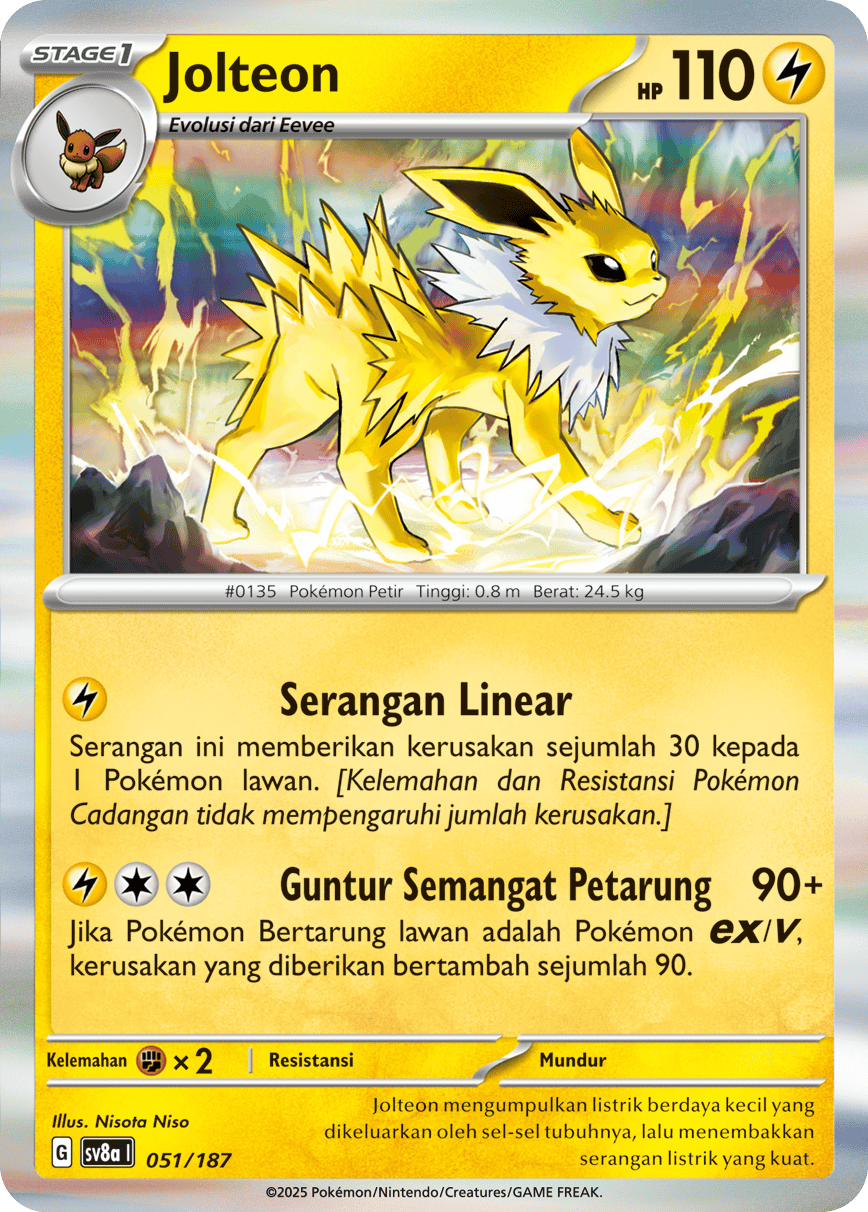 STAGE1
Jolteon
HP 110
Evolusi dari Eevee
#0135 Pokémon Petir Tinggi: 0.8 m Berat: 24.5 kg
Serangan Linear
Serangan ini memberikan kerusakan sejumlah 30 kepada
1 Pokémon lawan. [Kelemahan dan Resistansi Pokémon
Cadangan tidak mempengaruhi jumlah kerusakan.]
Guntur Semangat Petarung 90+
Jika Pokémon Bertarung lawan adalah Pokémon ex/V,
kerusakan yang diberikan bertambah sejumlah 90.
Kelemahan ×2 Resistansi Mundur
Illus. Nisota Niso
G sv8a I 051/187
Jolteon mengumpulkan listrik berdaya kecil yang
dikeluarkan oleh sel-sel tubuhnya, lalu menembakkan
serangan listrik yang kuat.
©2025 Pokémon/Nintendo/Creatures/GAME FREAK.